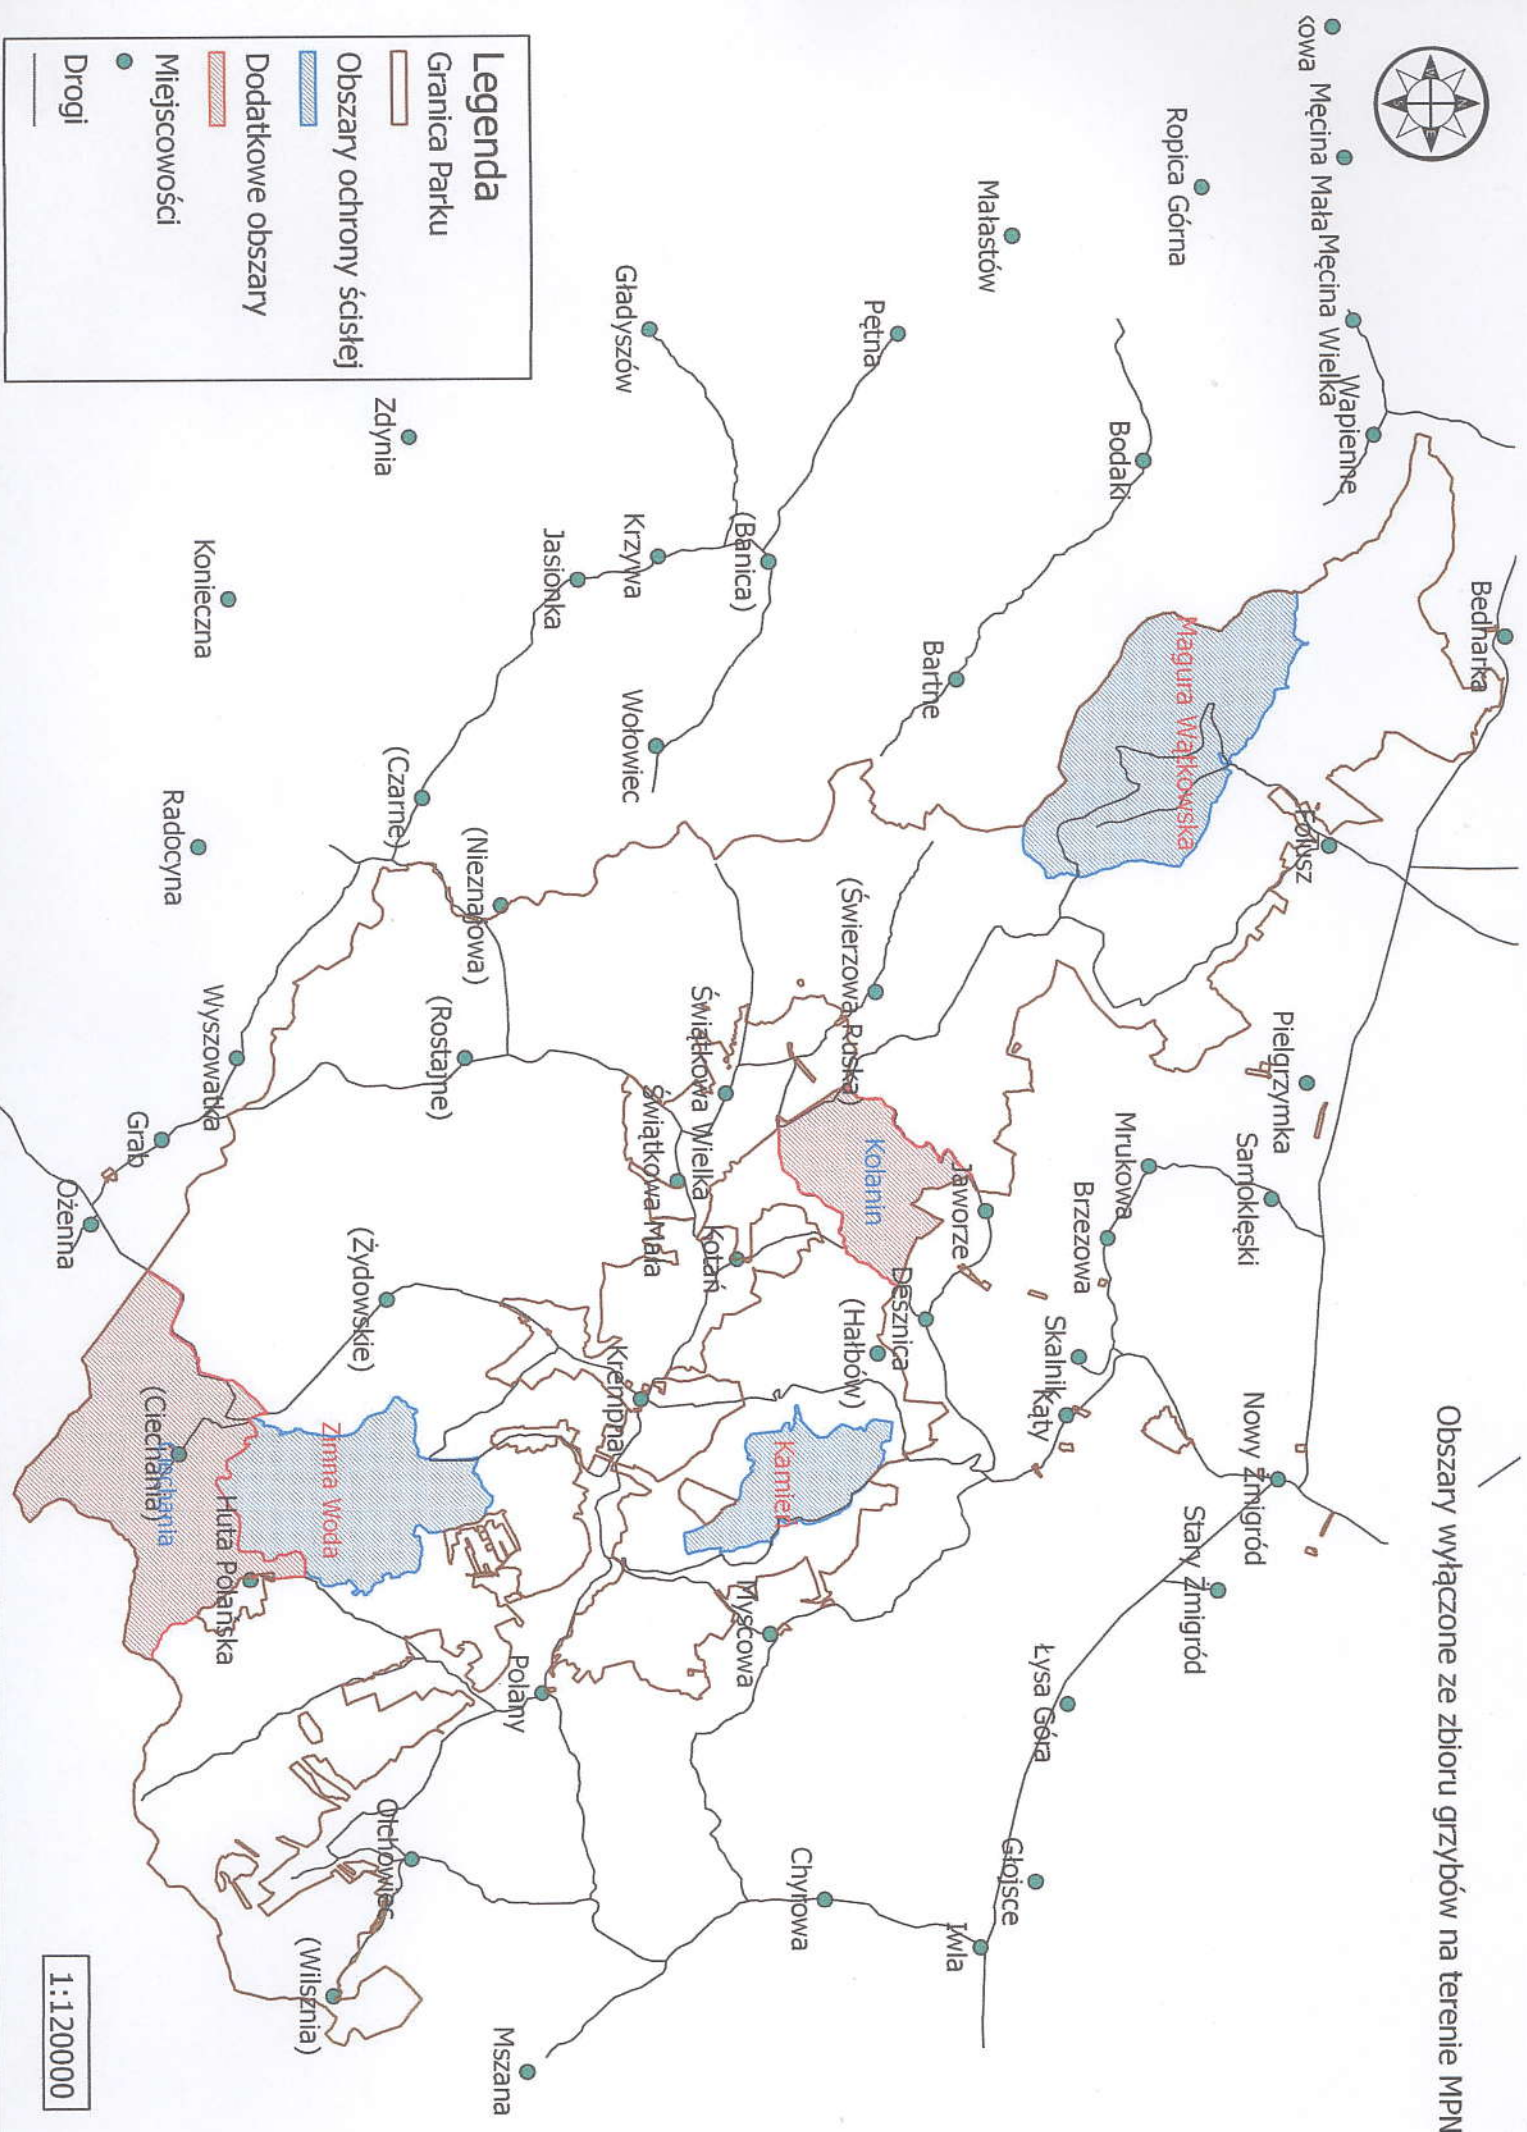 Obszary wyłączone ze zbioru grzybów na terenie MPN
Męcina Mała
Męcina Wielka
Wapienne
Bednarka
Ropica Górna
Małastów
Bodaki
Magura Wątkowska
Folusz
Pielgrzymka
Samoklęski
Mrukowa
Brzezowa
Skalnik
Kąty
Nowy Żmigród
Stary Żmigród
Łysa Góra
Głojsce
Iwla
Chyrowa
Pętna
Gładyszów
(Banica)
Krzywa
Jasionka
Bartne
Wołowiec
(Świerzowa Ruska)
Świątkowa Wielka
Świątkowa Mała
Kolanin
Jaworze
Desznica
(Hałbów)
Kotań
Krempna
Kamień
Myscowa
Polany
Zdynia
Konieczna
Radocyna
(Czarne)
(Nieznajowa)
(Rostajne)
Wyszowatka
Grab
Ożenna
(Żydowskie)
(Ciechania)
Zimna Woda
Huta Polańska
Olchowiec
(Wilsznia)
Mszana
Legenda
Granica Parku
Obszary ochrony ścisłej
Dodatkowe obszary
Miejscowości
Drogi
1:120000